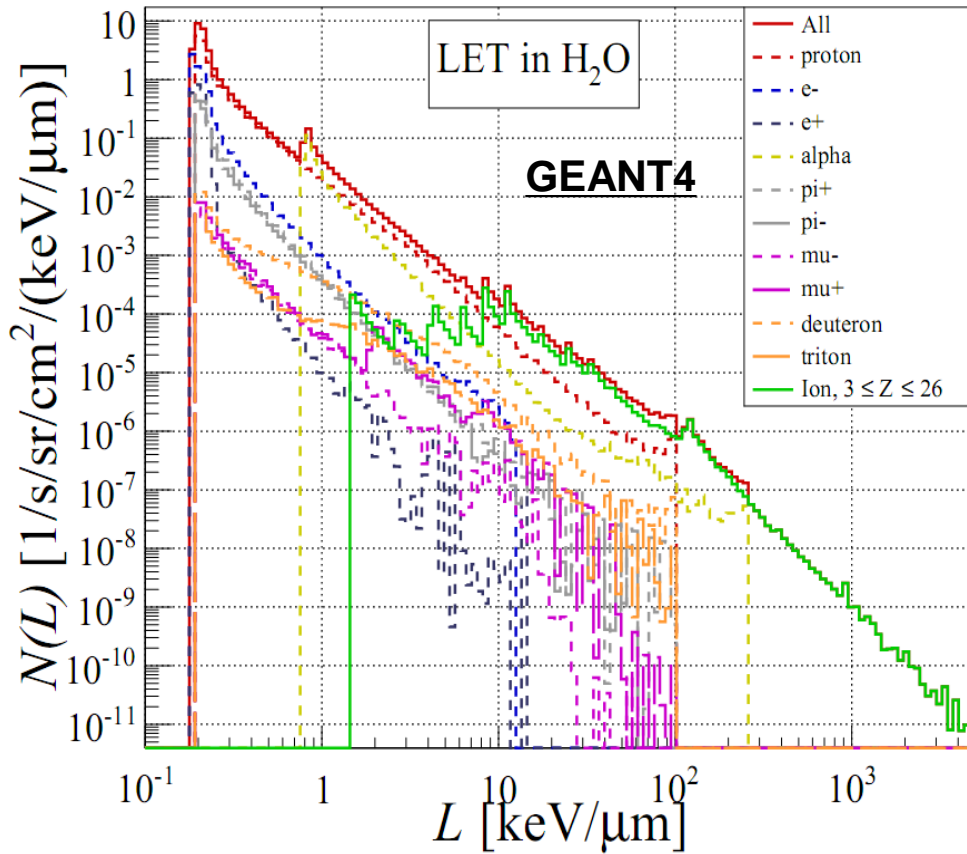 LET in H₂O
GEANT4
All
proton
e-
e+
alpha
pi+
pi-
mu-
mu+
deuteron
triton
Ion, 3 ≤ Z ≤ 26
N(L) [1/s/sr/cm²/(keV/μm)]
10
1
10⁻¹
10⁻²
10⁻³
10⁻⁴
10⁻⁵
10⁻⁶
10⁻⁷
10⁻⁸
10⁻⁹
10⁻¹⁰
10⁻¹¹
10⁻¹ 1 10 10² 10³
L [keV/μm]